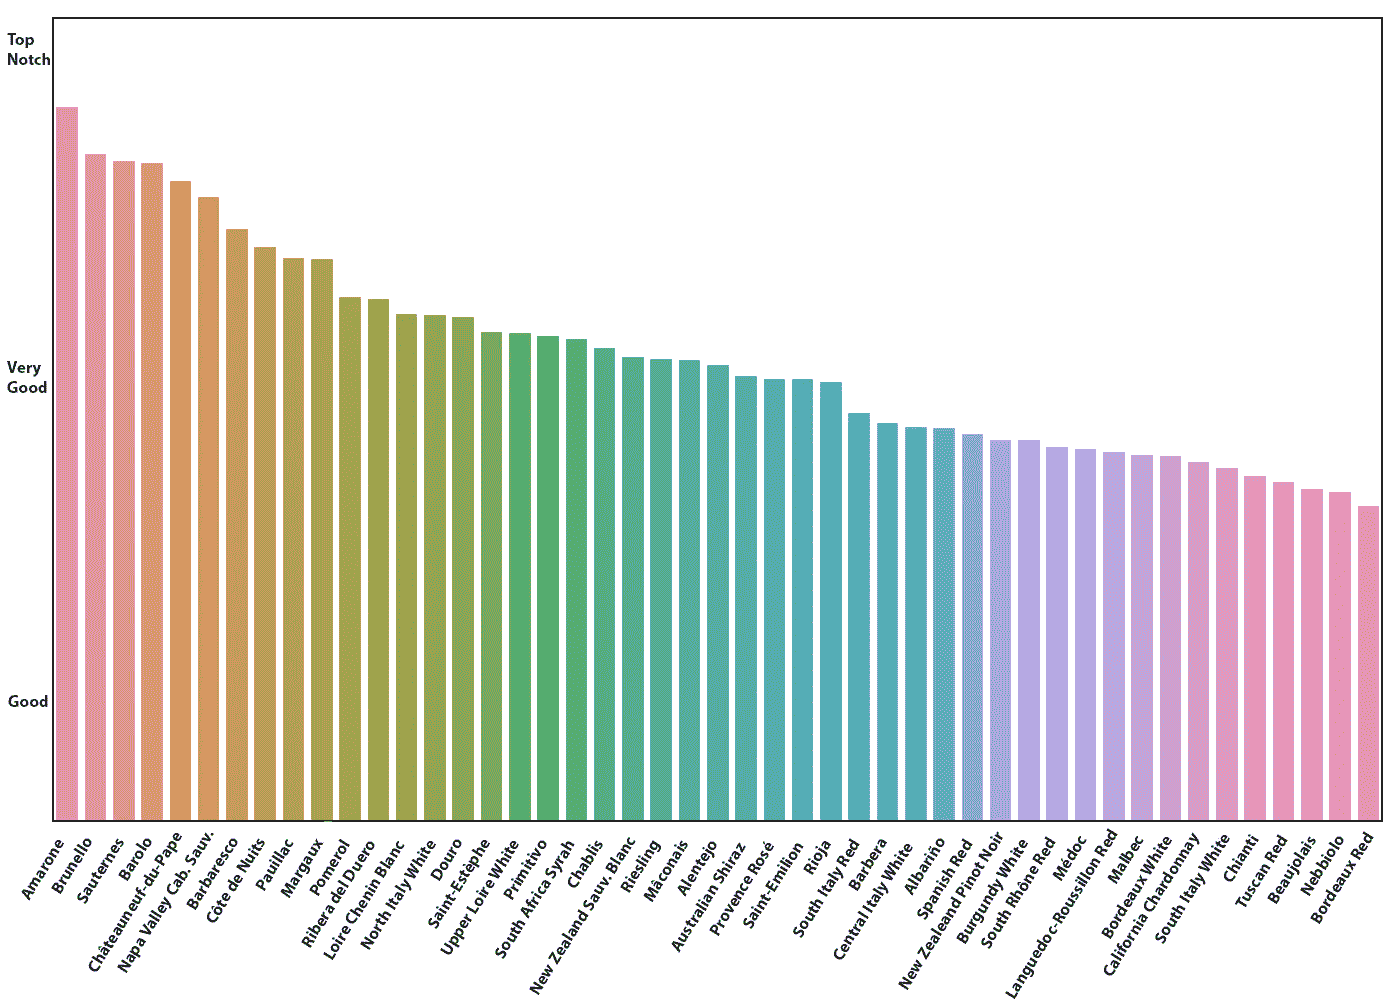 Top
Notch
Very
Good
Good
Amarone
Brunello
Sauternes
Barolo
Châteauneuf-du-Pape
Napa Valley Cab. Sauv.
Barbaresco
Côte de Nuits
Pauillac
Margaux
Pomerol
Ribera del Duero
Loire Chenin Blanc
North Italy White
Douro
Saint-Estèphe
Upper Loire White
Primitivo
South Africa Syrah
Chablis
New Zealand Sauv. Blanc
Riesling
Mâconais
Alentejo
Australian Shiraz
Provence Rosé
Saint-Emilion
Rioja
South Italy Red
Barbera
Central Italy White
Albariño
Spanish Red
New Zealeand Pinot Noir
Burgundy White
South Rhône Red
Médoc
Languedoc-Roussillon Red
Malbec
Bordeaux White
California Chardonnay
South Italy White
Chianti
Tuscan Red
Beaujolais
Nebbiolo
Bordeaux Red